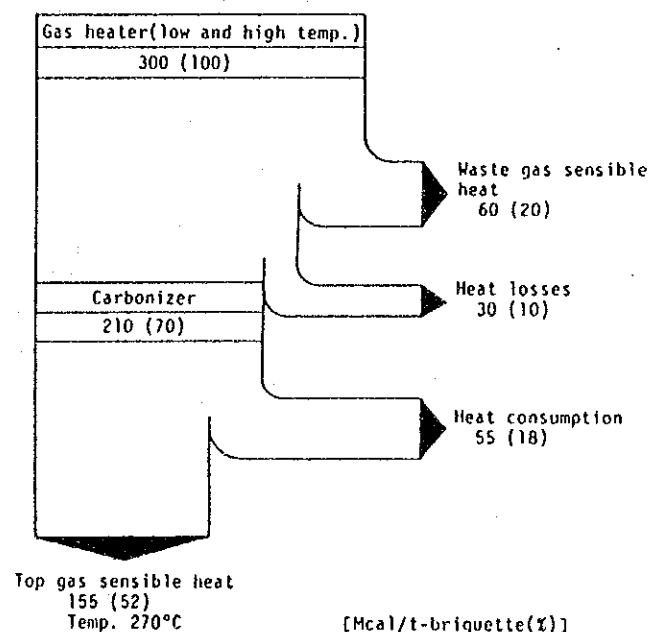 Gas heater(low and high temp.)
300 (100)
Waste gas sensible
heat
60 (20)
Heat losses
30 (10)
Carbonizer
210 (70)
Heat consumption
55 (18)
Top gas sensible heat
155 (52)
Temp. 270°C
[Mcal/t-briquette(%)]